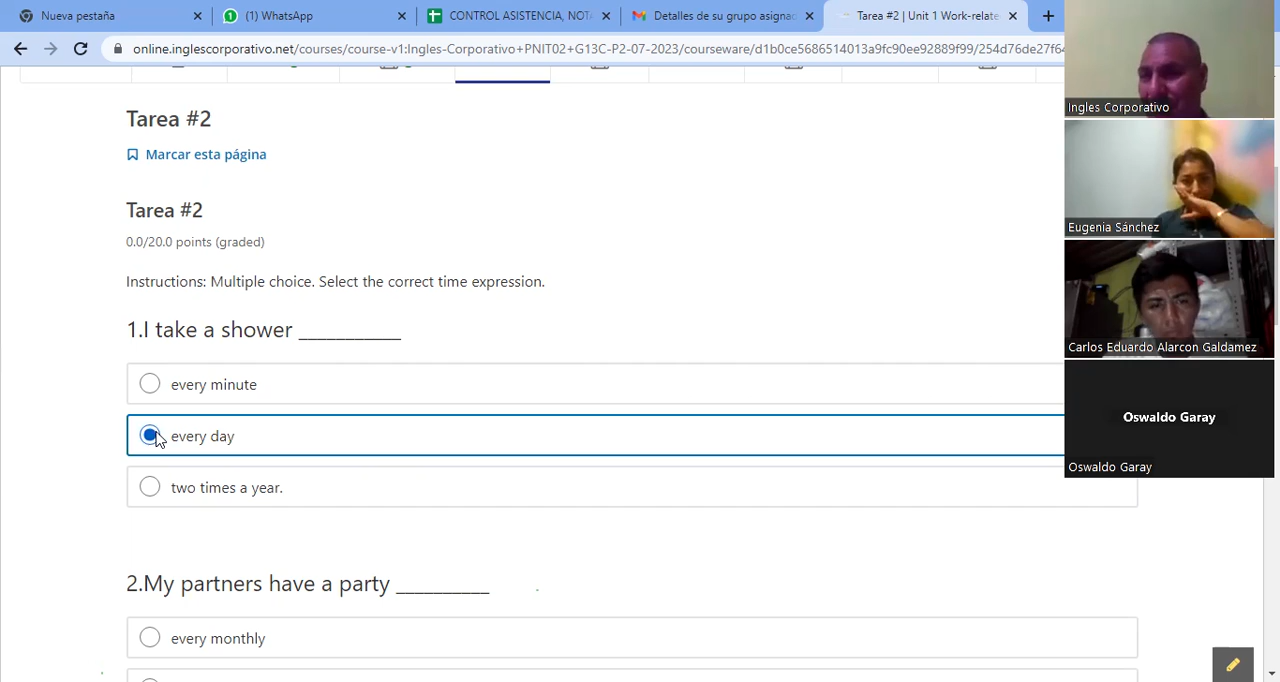 Nueva pestaña
(1) WhatsApp
CONTROL ASISTENCIA, NOT
Detalles de su grupo asignac
Tarea #2 | Unit 1 Work-relate
online.inglescorporativo.net/courses/course-v1:Ingles-Corporativo+PNIT02+G13C-P2-07-2023/courseware/d1b0ce5686514013a9fc90ee92889f99/254d76de27f64
Tarea #2
Marcar esta página
Tarea #2
0.0/20.0 points (graded)
Instructions: Multiple choice. Select the correct time expression.
1.I take a shower ___________
every minute
every day
two times a year.
2.My partners have a party __________ .
every monthly
Ingles Corporativo
Eugenia Sánchez
Carlos Eduardo Alarcon Galdamez
Oswaldo Garay
Oswaldo Garay